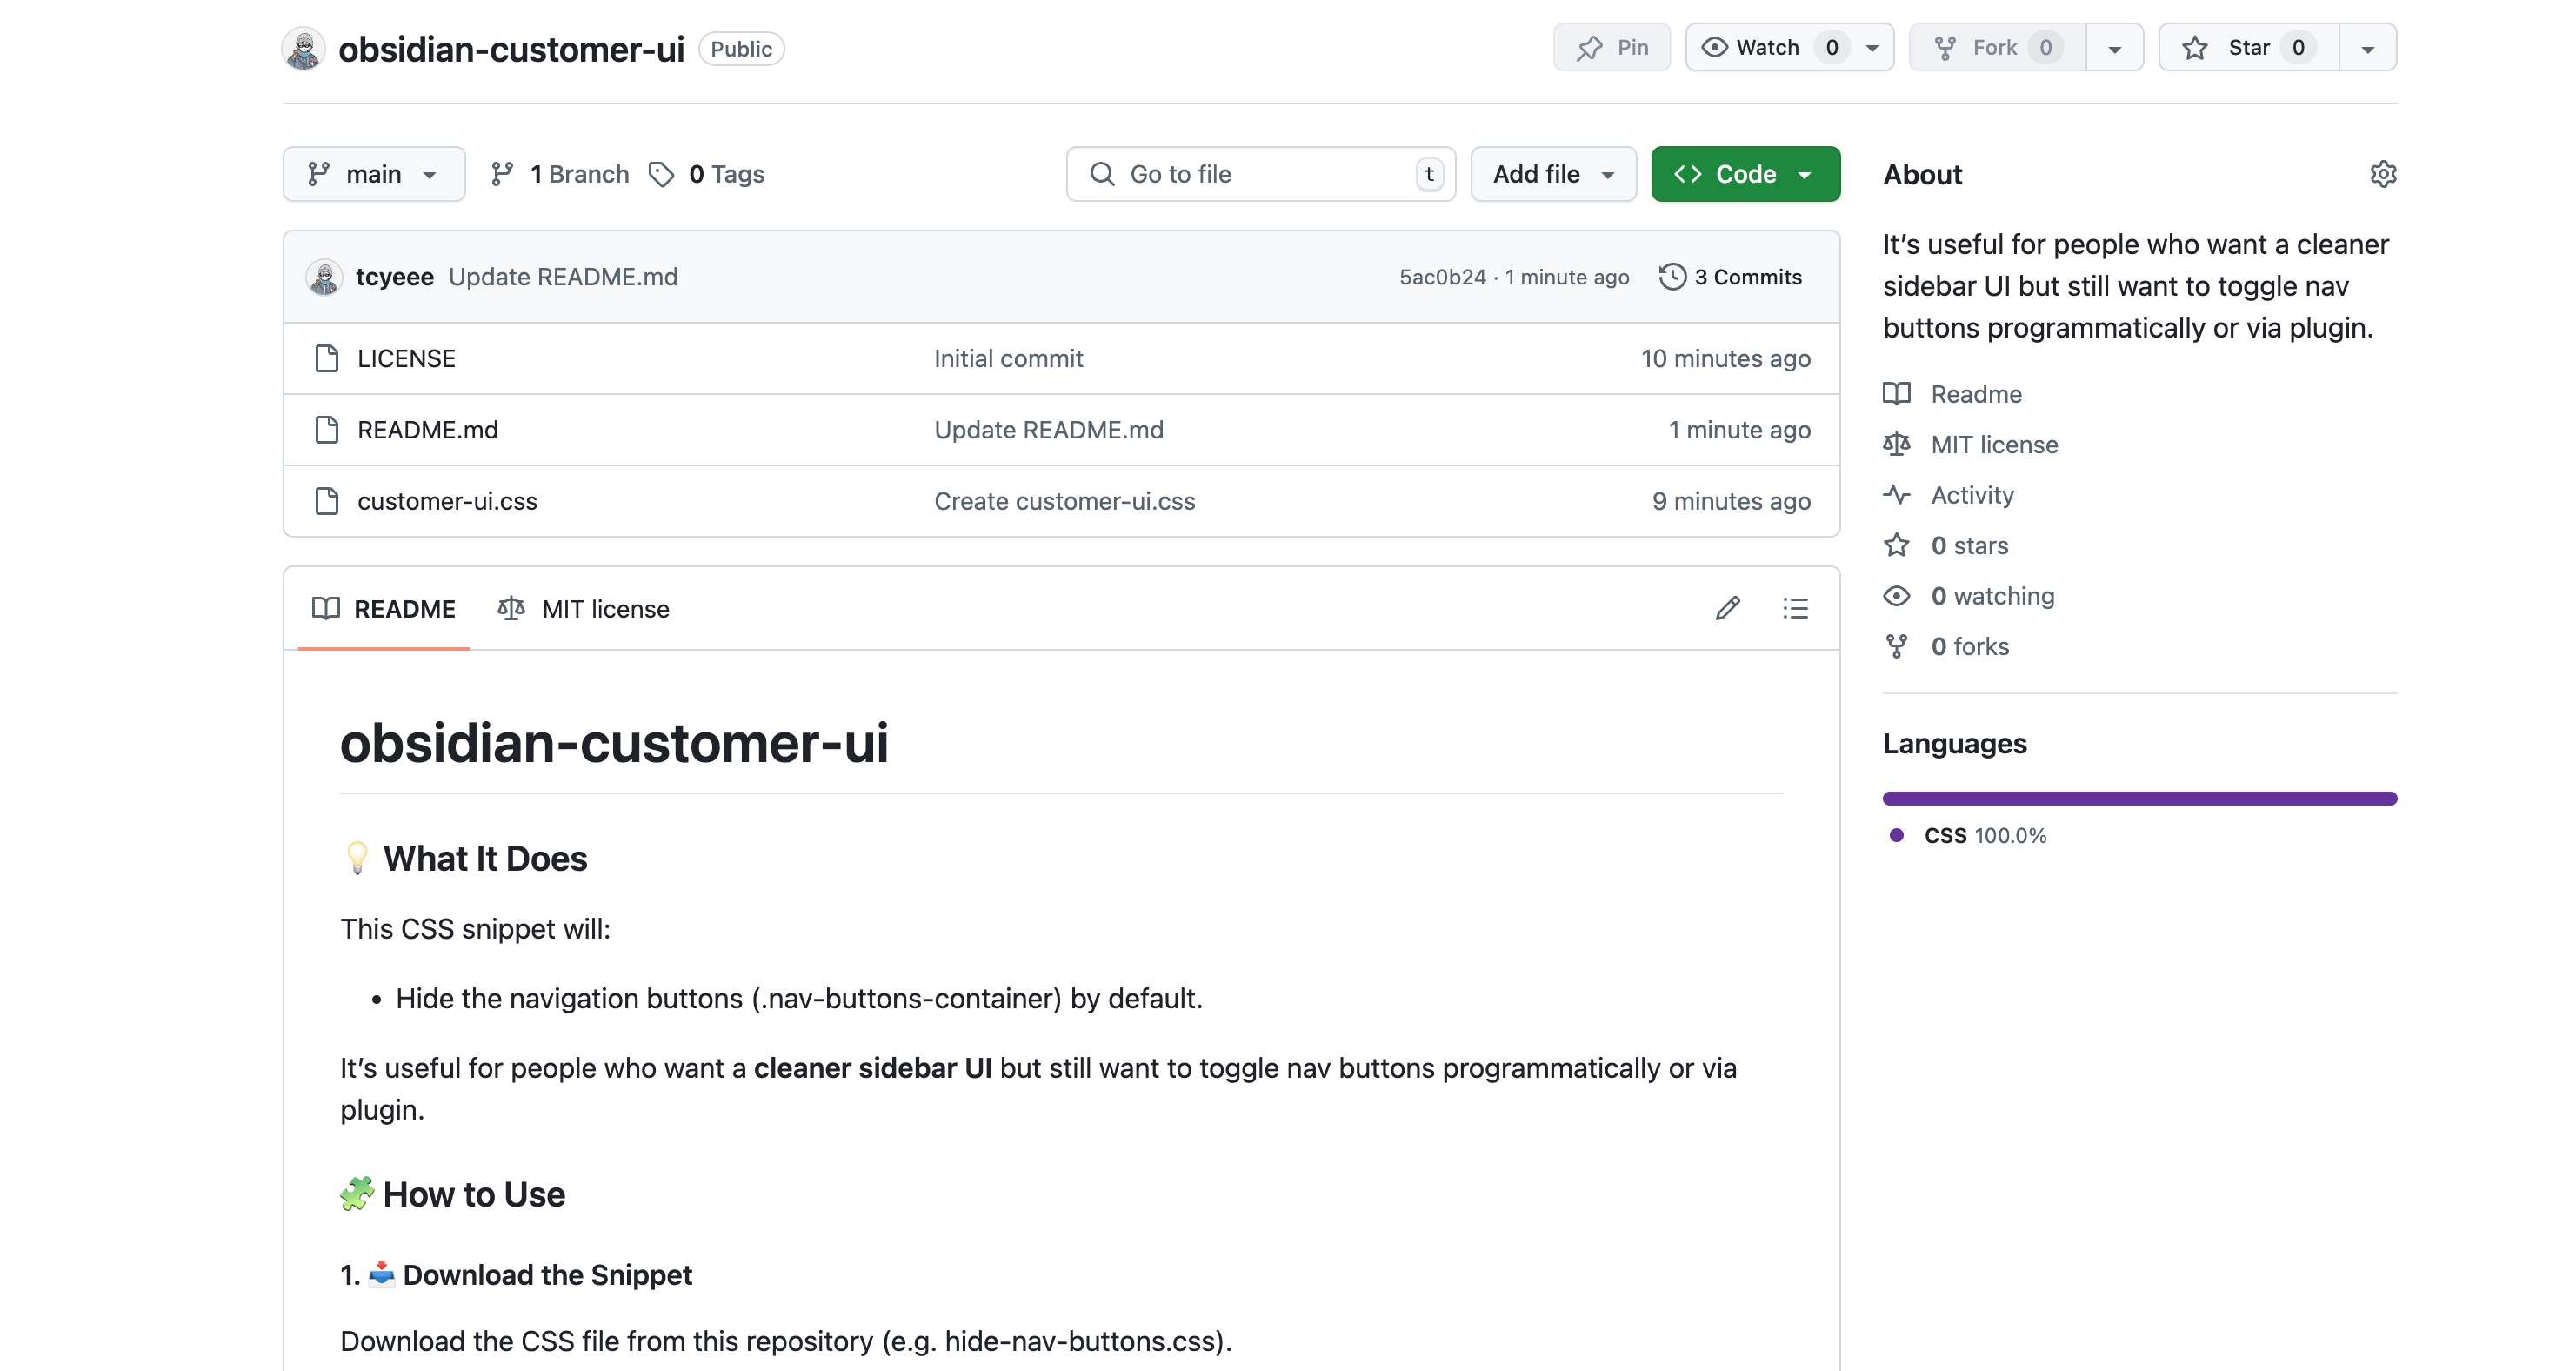 obsidian-customer-ui Public
Pin
Watch 0
Fork 0
Star 0
main
1 Branch
0 Tags
Go to file
t
Add file
<> Code
tcyeee Update README.md
5ac0b24 · 1 minute ago
3 Commits
LICENSE Initial commit 10 minutes ago
README.md Update README.md 1 minute ago
customer-ui.css Create customer-ui.css 9 minutes ago
README
MIT license
obsidian-customer-ui
What It Does
This CSS snippet will:
• Hide the navigation buttons (.nav-buttons-container) by default.
It’s useful for people who want a cleaner sidebar UI but still want to toggle nav buttons programmatically or via
plugin.
How to Use
1. Download the Snippet
Download the CSS file from this repository (e.g. hide-nav-buttons.css).
About
It’s useful for people who want a cleaner
sidebar UI but still want to toggle nav
buttons programmatically or via plugin.
Readme
MIT license
Activity
0 stars
0 watching
0 forks
Languages
CSS 100.0%